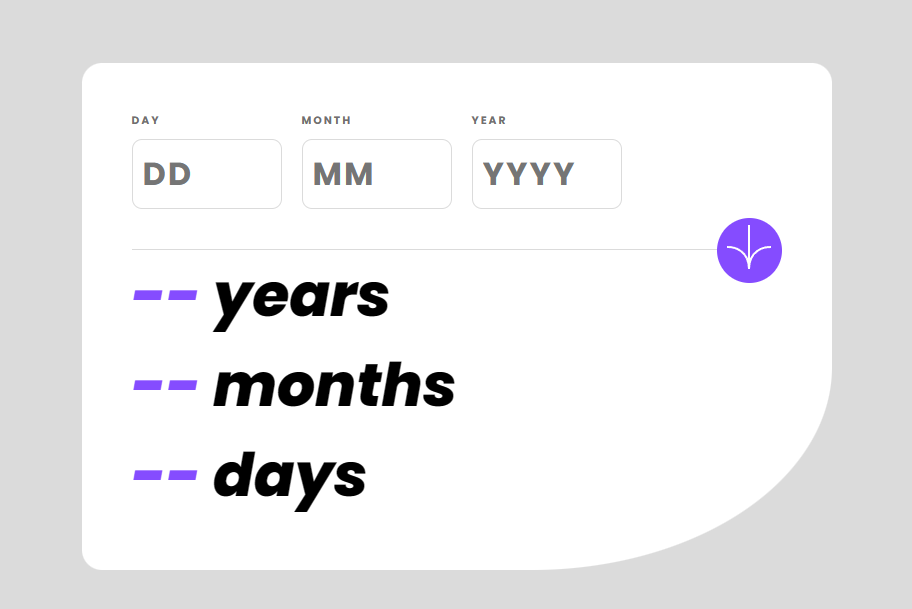 DAY MONTH YEAR
DD MM YYYY
-- years
-- months
-- days